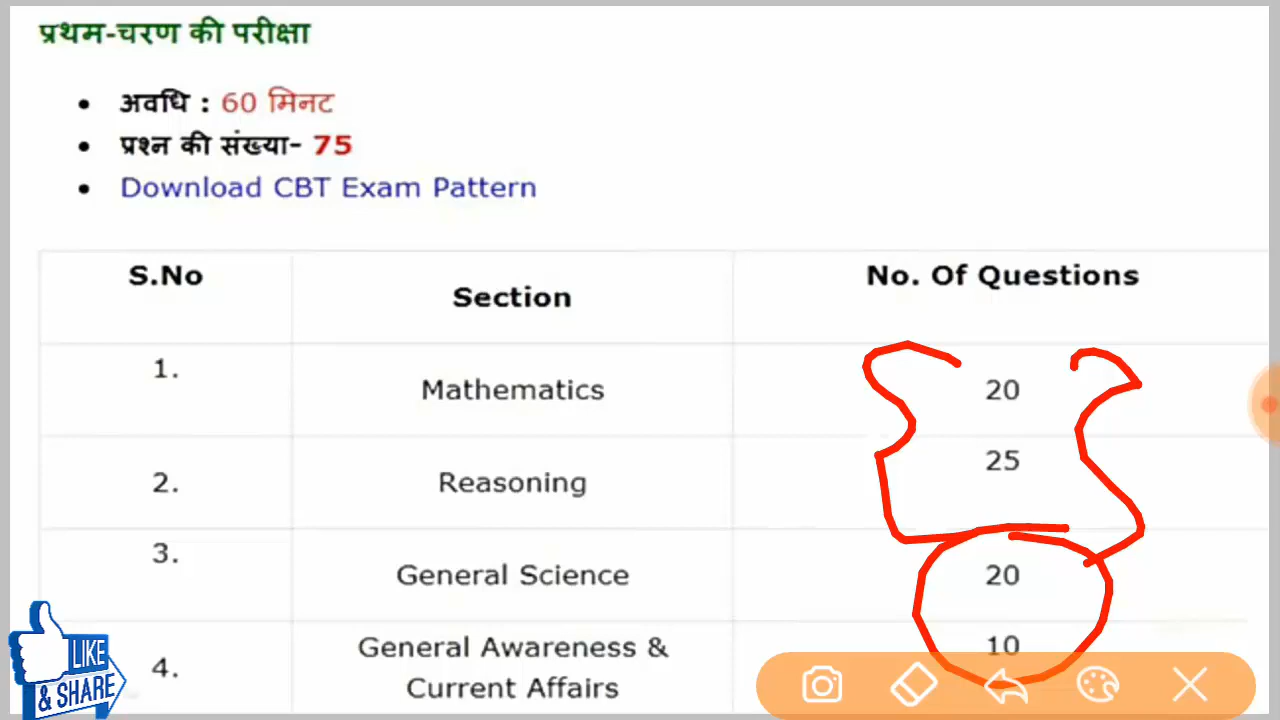 प्रथम-चरण की परीक्षा
• अवधि : 60 मिनट
• प्रश्न की संख्या- 75
• Download CBT Exam Pattern
S.No Section No. Of Questions
1. Mathematics 20
2. Reasoning 25
3. General Science 20
4. General Awareness & Current Affairs 10
LIKE
& SHARE